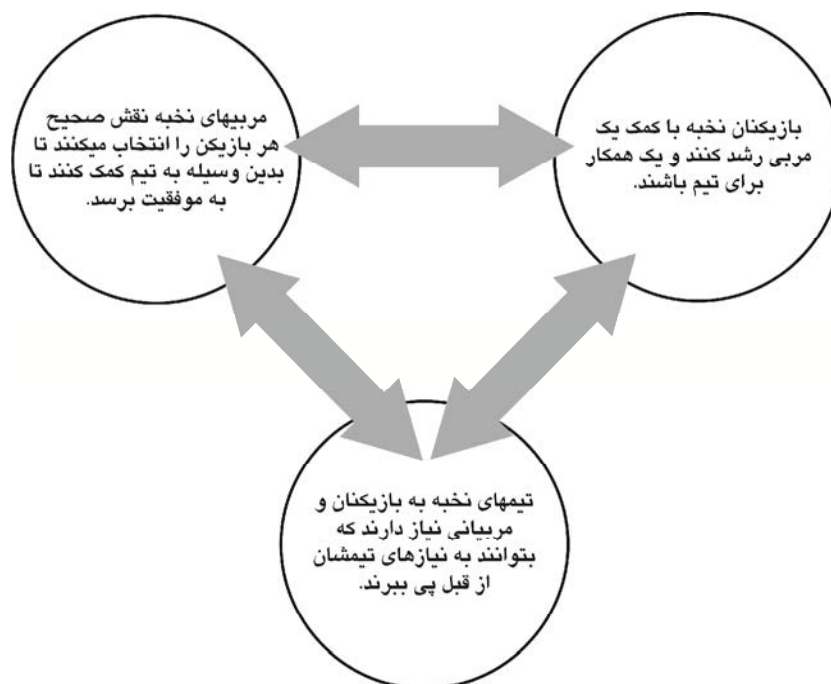 بازیکنان نخبه با کمک یک
مربی رشد کنند و یک همکار
برای تیم باشند.
مربیهای نخبه نقش صحیح
هر بازیکن را انتخاب میکنند تا
بدین وسیله به تیم کمک کنند تا
به موفقیت برسد.
تیمهای نخبه به بازیکنان و
مربیانی نیاز دارند که
بتوانند به نیازهای تیمشان
از قبل پی ببرند.